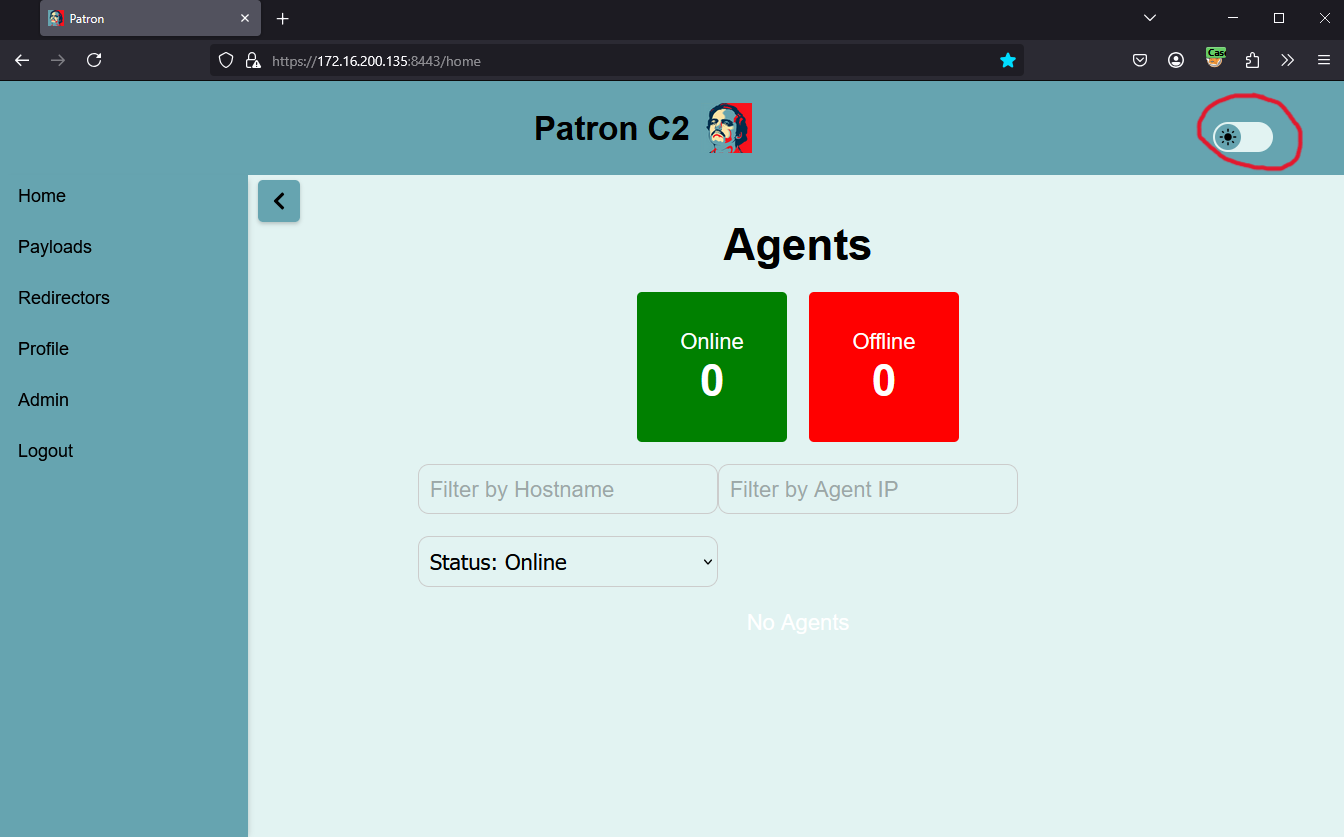 Patron
https://172.16.200.135:8443/home
Case
Patron C2
Home
Payloads
Redirectors
Profile
Admin
Logout
Agents
Online
0
Offline
0
Filter by Hostname
Filter by Agent IP
Status: Online
No Agents